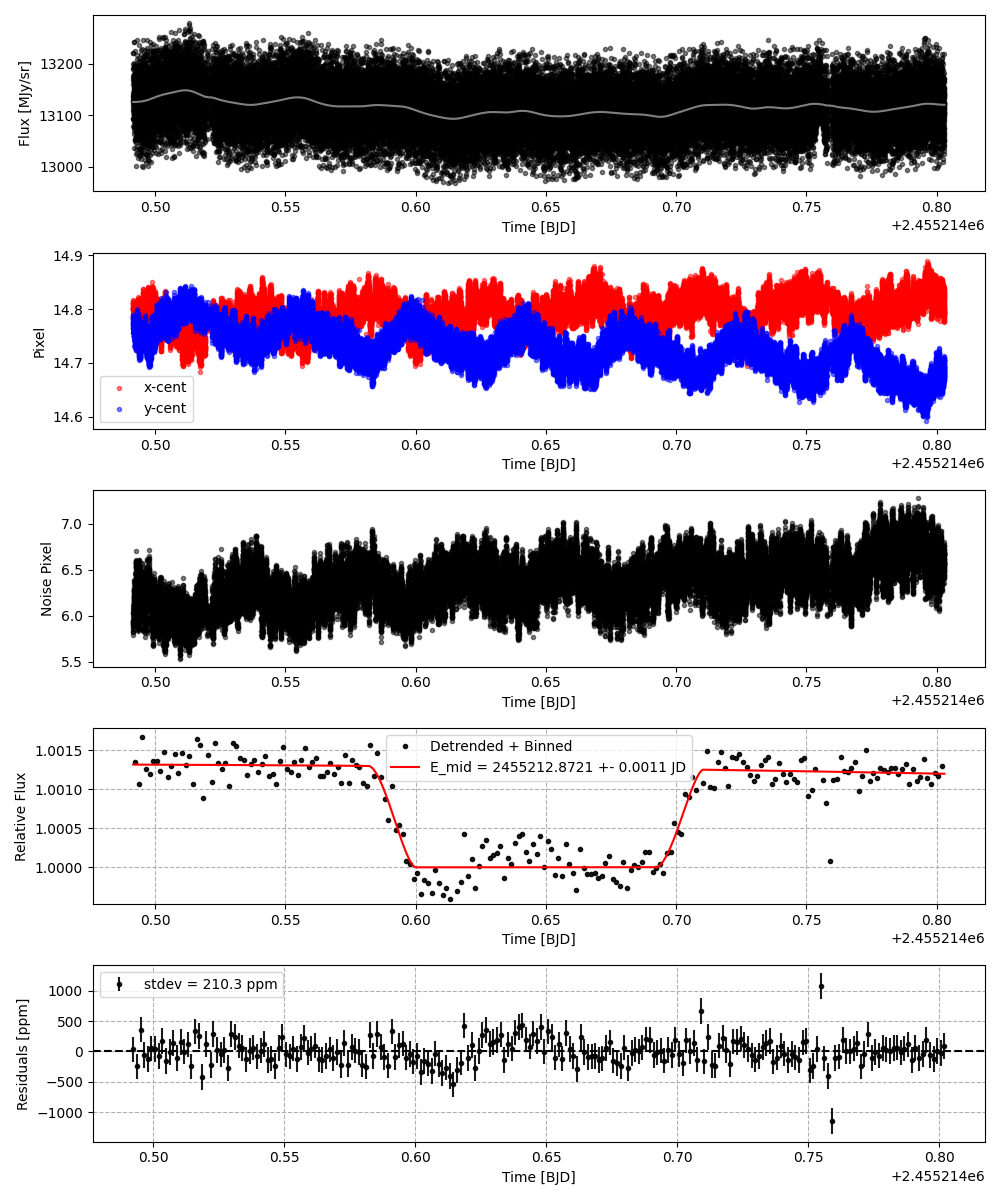 13200
13100
13000
Flux [MJy/sr]
0.50 0.55 0.60 0.65 0.70 0.75 0.80
Time [BJD]
+2.455214e6
14.9
14.8
14.7
14.6
Pixel
x-cent
y-cent
0.50 0.55 0.60 0.65 0.70 0.75 0.80
Time [BJD]
+2.455214e6
7.0
6.5
6.0
5.5
Noise Pixel
0.50 0.55 0.60 0.65 0.70 0.75 0.80
Time [BJD]
+2.455214e6
1.0015
1.0010
1.0005
1.0000
Relative Flux
Detrended + Binned
E_mid = 2455212.8721 +- 0.0011 JD
0.50 0.55 0.60 0.65 0.70 0.75 0.80
Time [BJD]
+2.455214e6
1000
500
0
−500
−1000
Residuals [ppm]
stdev = 210.3 ppm
0.50 0.55 0.60 0.65 0.70 0.75 0.80
Time [BJD]
+2.455214e6